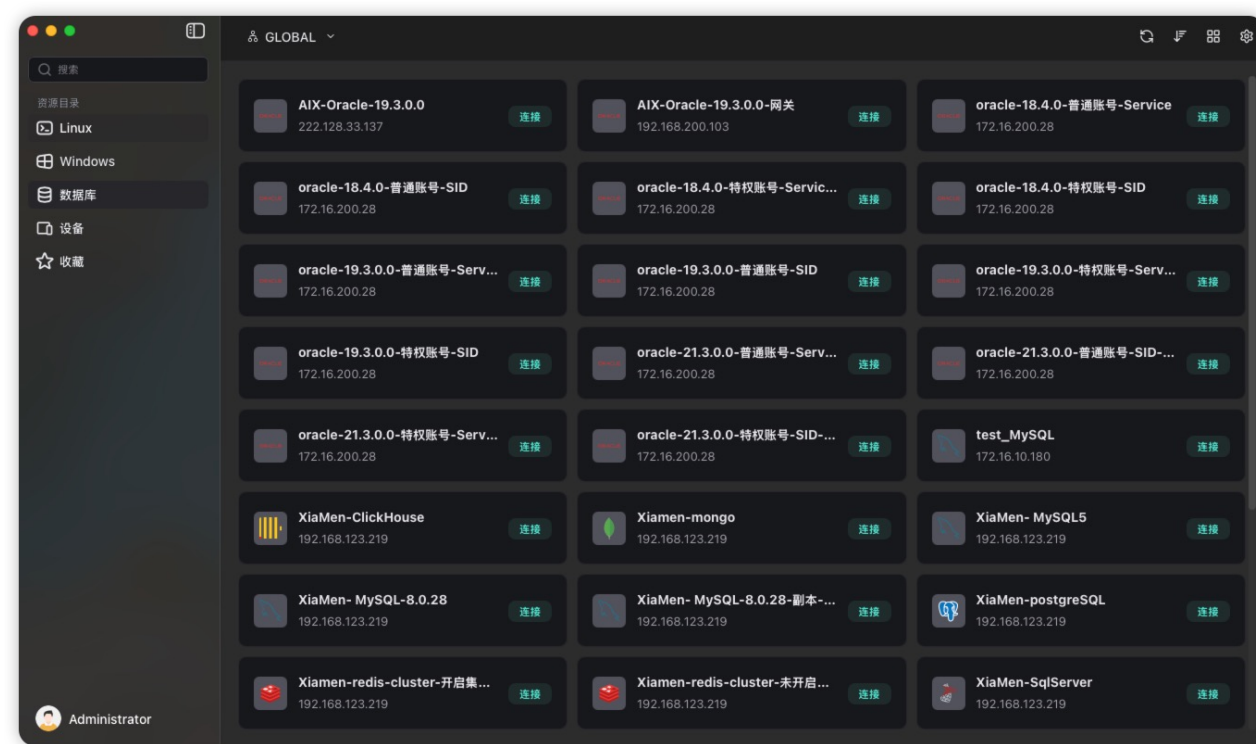 GLOBAL
搜索
资源目录
Linux
Windows
数据库
设备
收藏
AIX-Oracle-19.3.0.0
222.128.33.137
连接
AIX-Oracle-19.3.0.0-网关
192.168.200.103
连接
oracle-18.4.0-普通账号-Service
172.16.200.28
连接
oracle-18.4.0-普通账号-SID
172.16.200.28
连接
oracle-18.4.0-特权账号-Servic...
172.16.200.28
连接
oracle-18.4.0-特权账号-SID
172.16.200.28
连接
oracle-19.3.0.0-普通账号-Serv...
172.16.200.28
连接
oracle-19.3.0.0-普通账号-SID
172.16.200.28
连接
oracle-19.3.0.0-特权账号-Serv...
172.16.200.28
连接
oracle-19.3.0.0-特权账号-SID
172.16.200.28
连接
oracle-21.3.0.0-普通账号-Serv...
172.16.200.28
连接
oracle-21.3.0.0-普通账号-SID-...
172.16.200.28
连接
oracle-21.3.0.0-特权账号-Serv...
172.16.200.28
连接
oracle-21.3.0.0-特权账号-SID-...
172.16.200.28
连接
test_MySQL
172.16.10.180
连接
XiaMen-ClickHouse
192.168.123.219
连接
Xiamen-mongo
192.168.123.219
连接
XiaMen- MySQL5
192.168.123.219
连接
XiaMen- MySQL-8.0.28
192.168.123.219
连接
XiaMen- MySQL-8.0.28-副本-...
192.168.123.219
连接
XiaMen-postgreSQL
192.168.123.219
连接
Xiamen-redis-cluster-开启集...
192.168.123.219
连接
Xiamen-redis-cluster-未开启...
192.168.123.219
连接
XiaMen-SqlServer
192.168.123.219
连接
Administrator